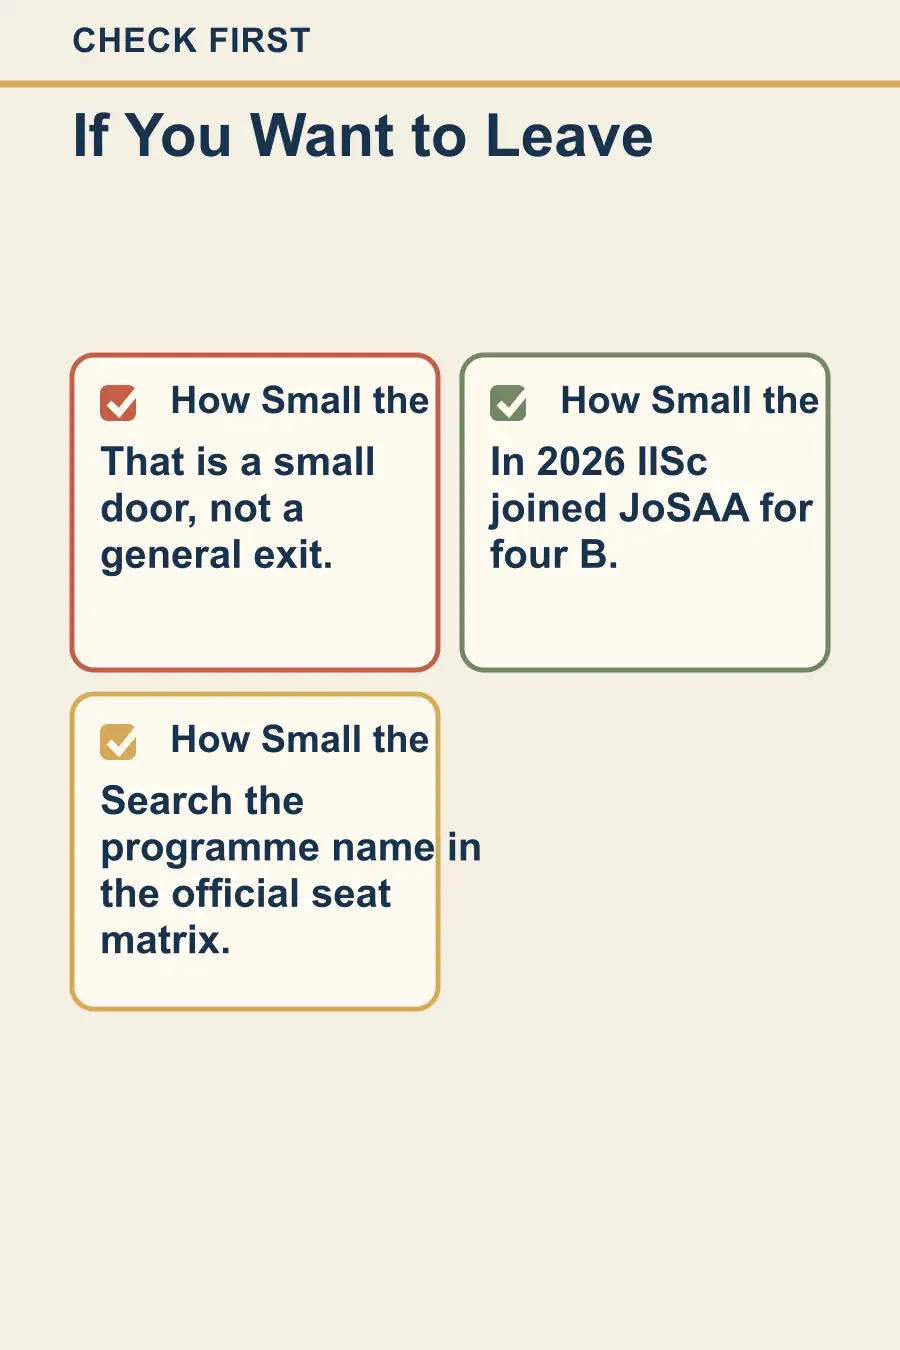 CHECK FIRST
If You Want to Leave
How Small the
That is a small
door, not a
general exit.
How Small the
In 2026 IISc
joined JoSAA for
four B.
How Small the
Search the
programme name in
the official seat
matrix.